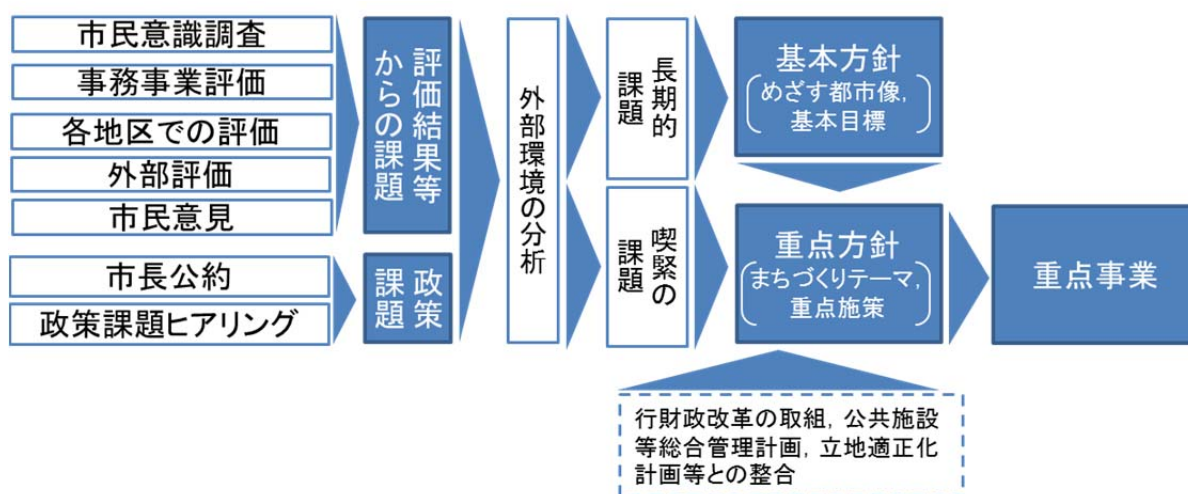 市民意識調査
事務事業評価
各地区での評価
外部評価
市民意見
市長公約
政策課題ヒアリング
評価結果等
からの課題
政策
課題
外部環境の分析
長期的
課題
喫緊の
課題
基本方針
めざす都市像，
基本目標
重点方針
まちづくりテーマ，
重点施策
重点事業
行財政改革の取組，公共施設
等総合管理計画，立地適正化
計画等との整合